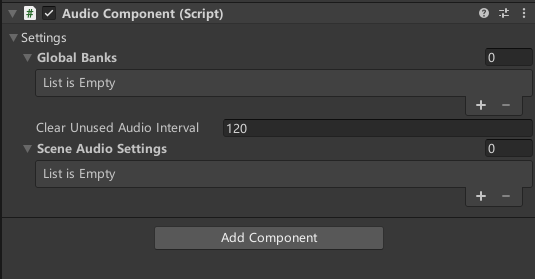 Audio Component (Script)
Settings
Global Banks 0
List is Empty
+ −
Clear Unused Audio Interval 120
Scene Audio Settings 0
List is Empty
+ −
Add Component